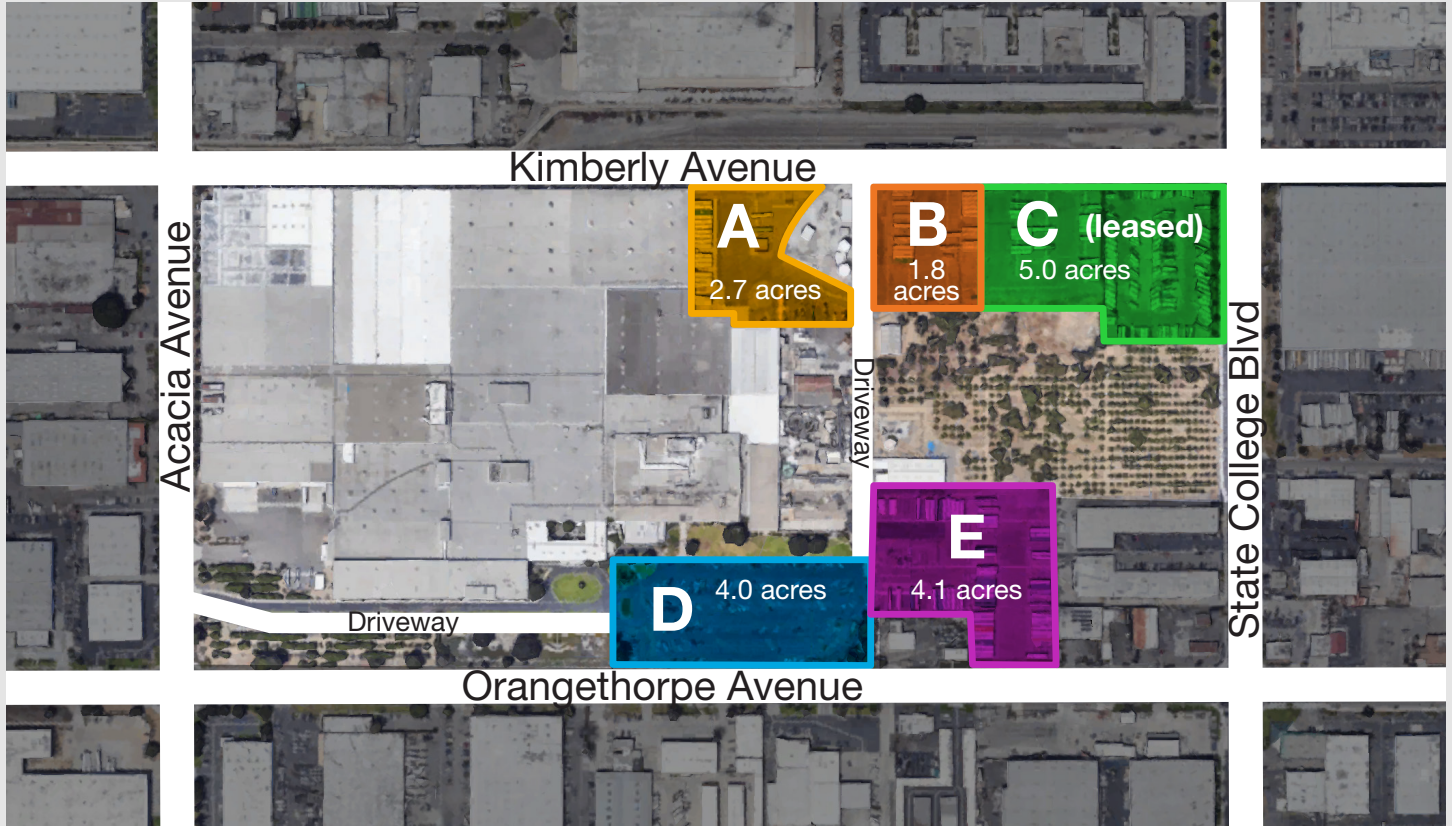 Kimberly Avenue
Acacia Avenue
A
2.7 acres
B
1.8
acres
C (leased)
5.0 acres
Driveway
State College Blvd
E
4.1 acres
D
4.0 acres
Driveway
Orangethorpe Avenue